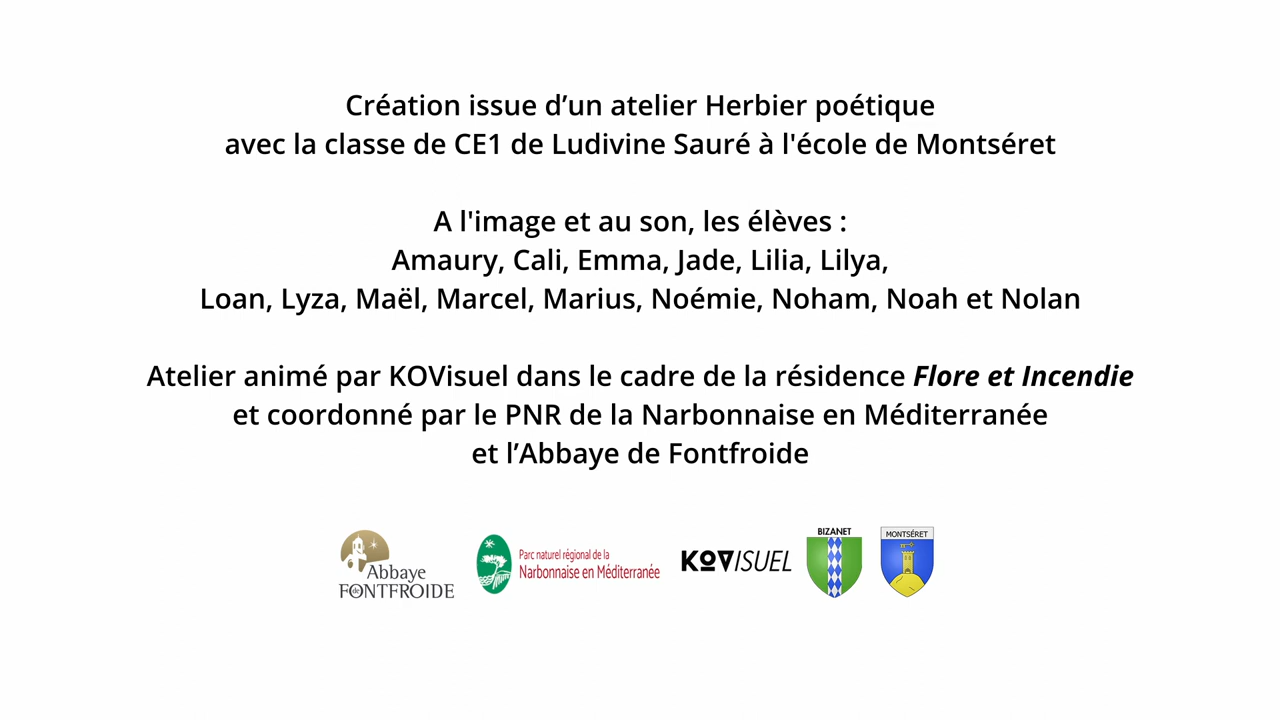 Création issue d’un atelier Herbier poétique
avec la classe de CE1 de Ludivine Sauré à l'école de Montséret
A l'image et au son, les élèves :
Amaury, Cali, Emma, Jade, Lilia, Lilya,
Loan, Lyza, Maël, Marcel, Marius, Noémie, Noham, Noah et Nolan
Atelier animé par KOVisuel dans le cadre de la résidence Flore et Incendie
et coordonné par le PNR de la Narbonnaise en Méditerranée
et l’Abbaye de Fontfroide
Abbaye
de
FONTFROIDE
Parc naturel régional de la
Narbonnaise en Méditerranée
KOVISUEL
BIZANET
MONTSÉRET